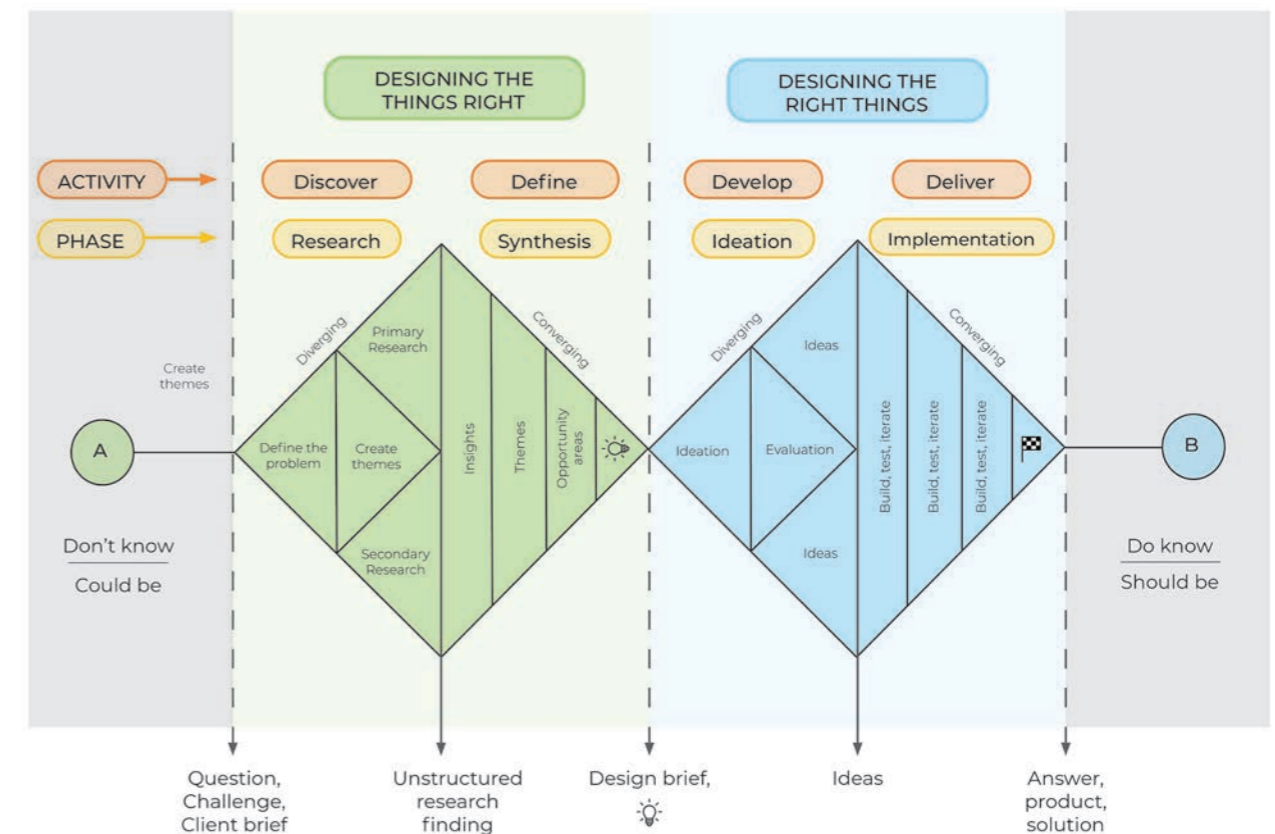 DESIGNING THE
THINGS RIGHT
DESIGNING THE
RIGHT THINGS
ACTIVITY
Discover
Define
Develop
Deliver
PHASE
Research
Synthesis
Ideation
Implementation
Create
themes
A
Don't know
Could be
Diverging
Primary
Research
Define the
problem
Create
themes
Secondary
Research
Converging
Insights
Themes
Opportunity
areas
Diverging
Ideas
Ideation
Evaluation
Ideas
Converging
Build, test, iterate
Build, test, iterate
Build, test, iterate
B
Do know
Should be
Question,
Challenge,
Client brief
Unstructured
research
finding
Design brief,
Ideas
Answer,
product,
solution